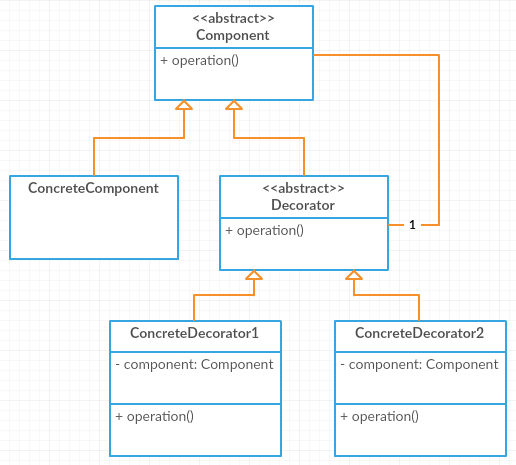 <<abstract>>
Component
+ operation()
ConcreteComponent
<<abstract>>
Decorator
+ operation()
1
ConcreteDecorator1
- component: Component
+ operation()
ConcreteDecorator2
- component: Component
+ operation()